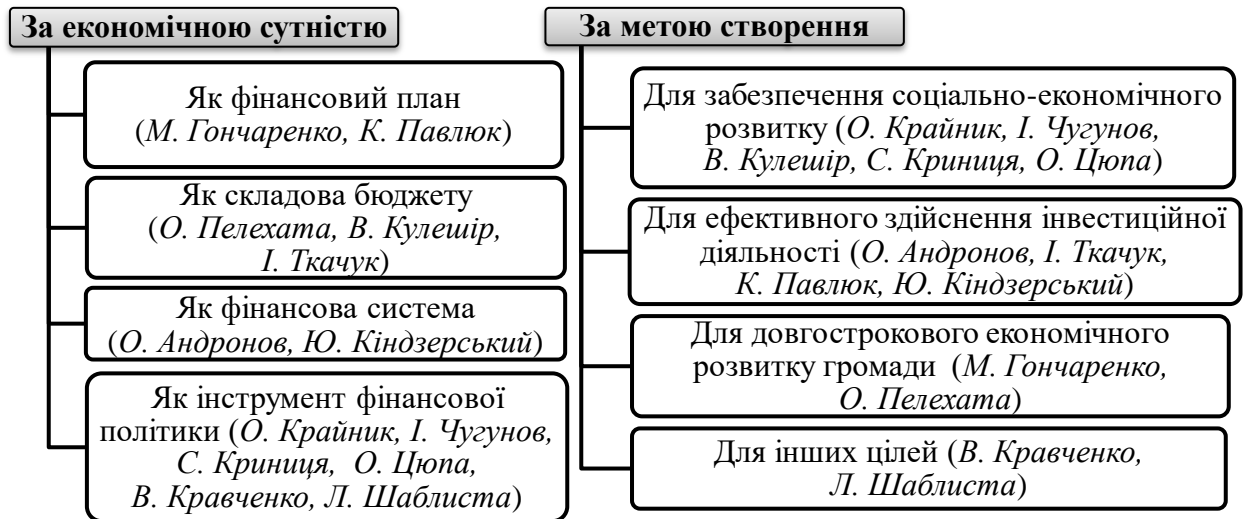 За економічною сутністю
Як фінансовий план
(М. Гончаренко, К. Павлюк)
Як складова бюджету
(О. Пелехата, В. Кулешір,
І. Ткачук)
Як фінансова система
(О. Андронов, Ю. Кіндзерський)
Як інструмент фінансової
політики (О. Крайник, І. Чугунов,
С. Криниця, О. Цюпа,
В. Кравченко, Л. Шаблиста)
За метою створення
Для забезпечення соціально-економічного
розвитку (О. Крайник, І. Чугунов,
В. Кулешір, С. Криниця, О. Цюпа)
Для ефективного здійснення інвестиційної
діяльності (О. Андронов, І. Ткачук,
К. Павлюк, Ю. Кіндзерський)
Для довгострокового економічного
розвитку громади (М. Гончаренко,
О. Пелехата)
Для інших цілей (В. Кравченко,
Л. Шаблиста)